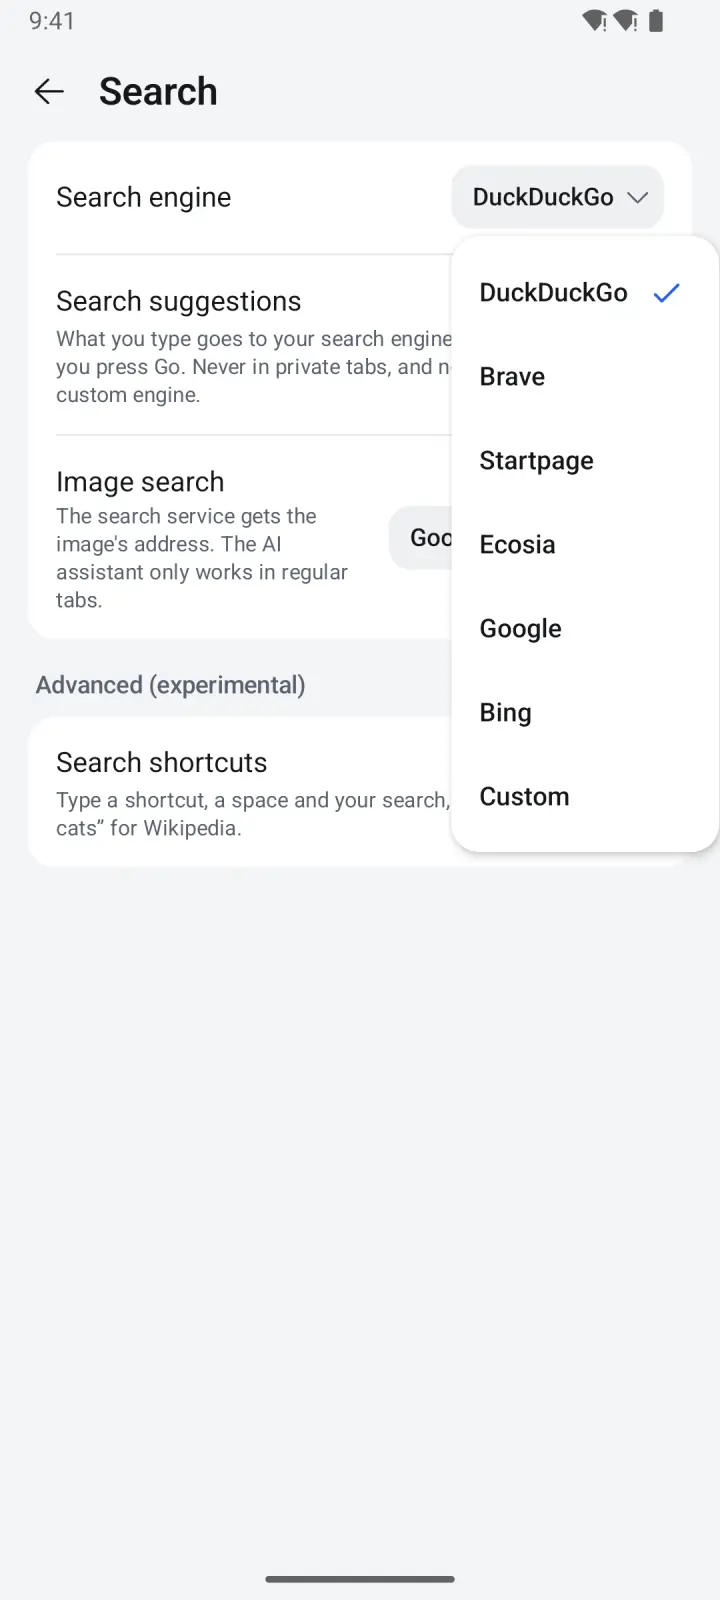 9:41
Search
Search engine
DuckDuckGo
DuckDuckGo
Brave
Startpage
Ecosia
Google
Bing
Custom
Search suggestions
What you type goes to your search engine
you press Go. Never in private tabs, and
custom engine.
Image search
The search service gets the
image's address. The AI
assistant only works in regular
tabs.
Advanced (experimental)
Search shortcuts
Type a shortcut, a space and your search,
cats” for Wikipedia.